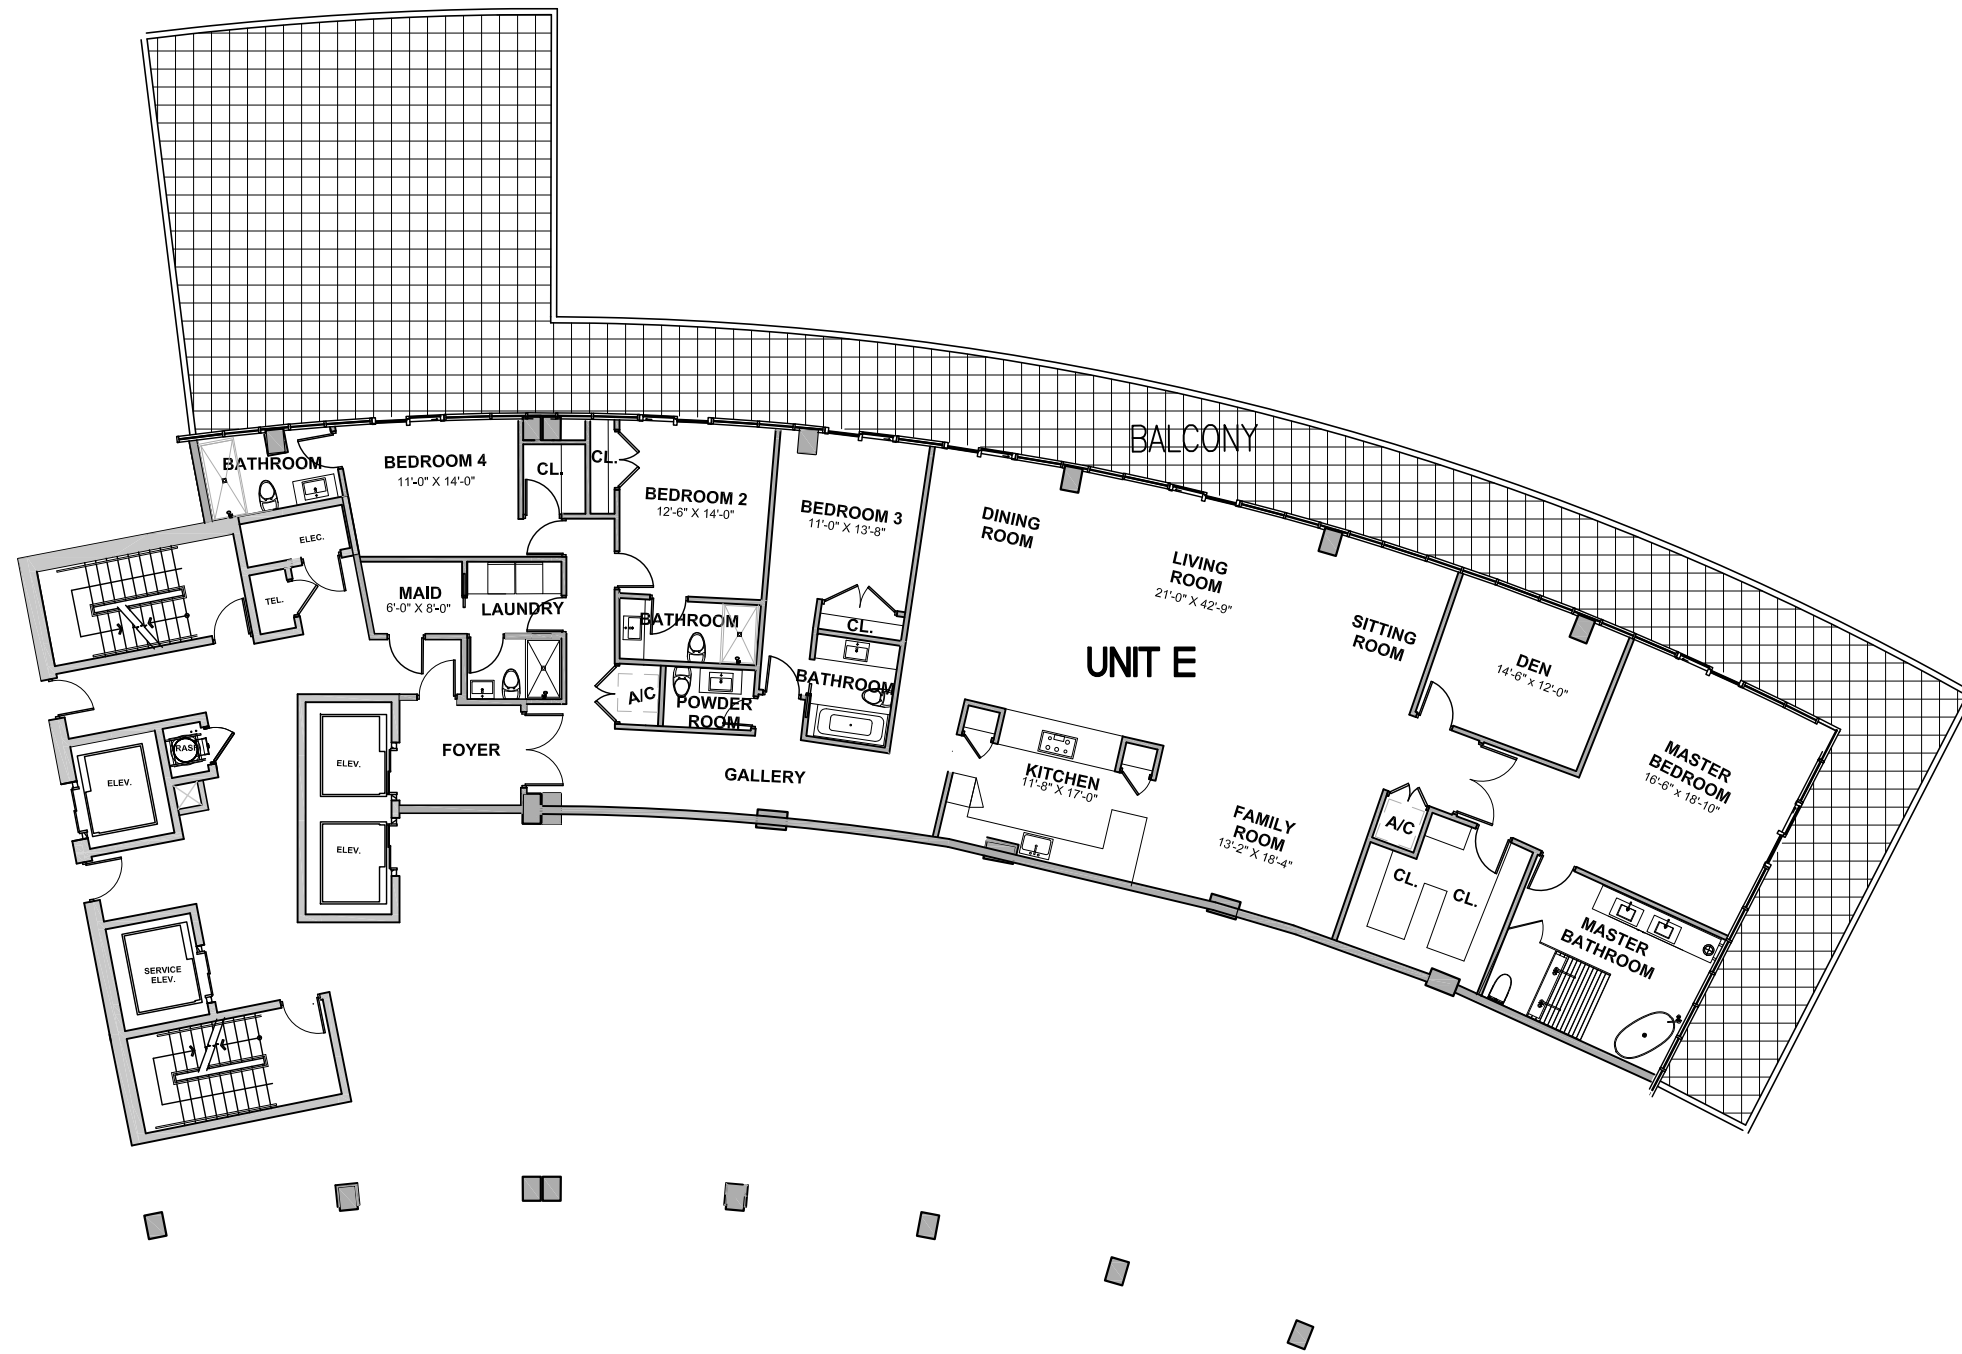 BALCONY
BATHROOM
BEDROOM 4
11'-0" X 14'-0"
CL.
CL.
BEDROOM 2
12'-6" X 14'-0"
BEDROOM 3
11'-0" X 13'-8"
DINING
ROOM
LIVING
ROOM
21'-0" X 42'-9"
SITTING
ROOM
DEN
14'-6" X 12'-0"
ELEC.
TEL.
MAID
6'-0" X 8'-0"
LAUNDRY
BATHROOM
CL.
UNIT E
BATHROOM
A/C
POWDER
ROOM
FOYER
GALLERY
TRASH
ELEV.
ELEV.
ELEV.
KITCHEN
11'-8" X 17'-0"
FAMILY
ROOM
13'-2" X 18'-4"
A/C
CL.
CL.
MASTER
BEDROOM
16'-6" X 18'-10"
MASTER
BATHROOM
SERVICE
ELEV.